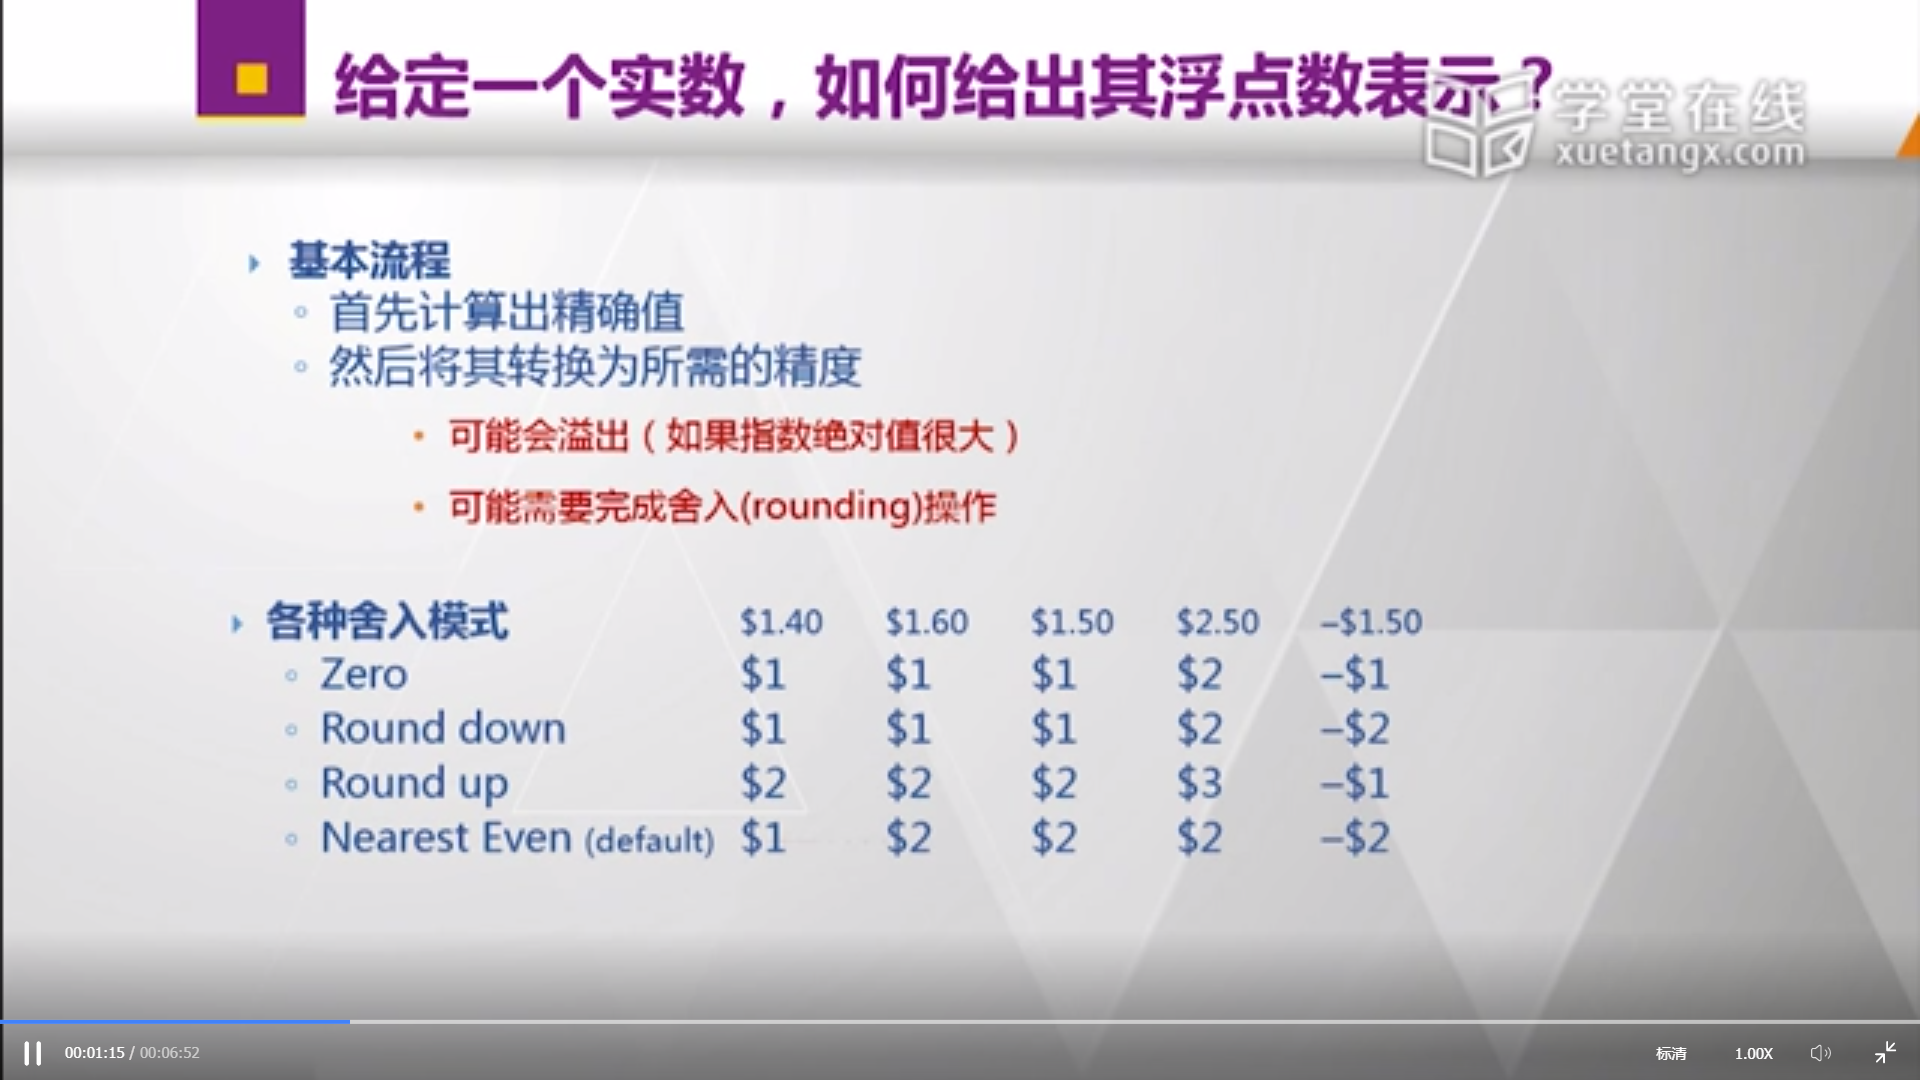 给定一个实数，如何给出其浮点数表示？
学堂在线
xuetangx.com
基本流程
首先计算出精确值
然后将其转换为所需的精度
可能会溢出（如果指数绝对值很大）
可能需要完成舍入(rounding)操作
各种舍入模式 $1.40 $1.60 $1.50 $2.50 –$1.50
Zero $1 $1 $1 $2 –$1
Round down $1 $1 $1 $2 –$2
Round up $2 $2 $2 $3 –$1
Nearest Even (default) $1 $2 $2 $2 –$2
00:01:15 / 00:06:52 标清 1.00X